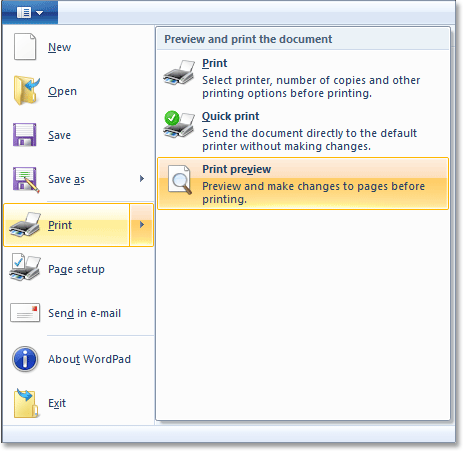 New
Open
Save
Save as
Print
Page setup
Send in e-mail
About WordPad
Exit
Preview and print the document
Print
Select printer, number of copies and other
printing options before printing.
Quick print
Send the document directly to the default
printer without making changes.
Print preview
Preview and make changes to pages before
printing.